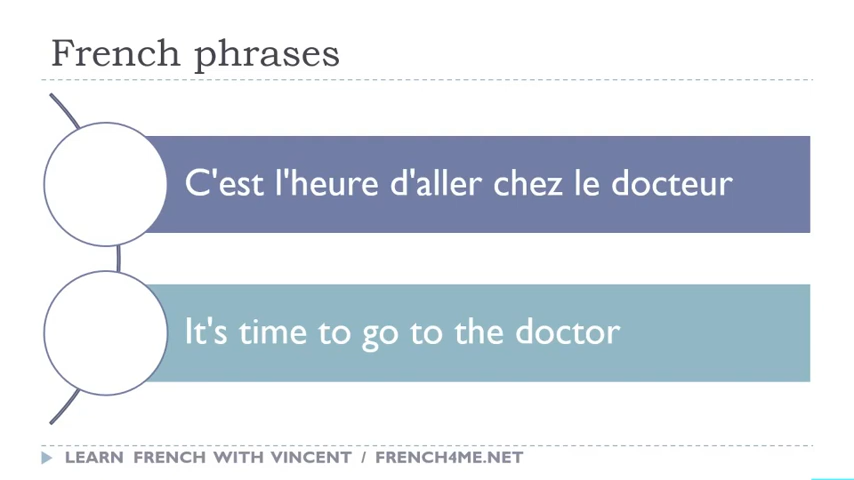 French phrases
C'est l'heure d'aller chez le docteur
It's time to go to the doctor
LEARN FRENCH WITH VINCENT / FRENCH4ME.NET